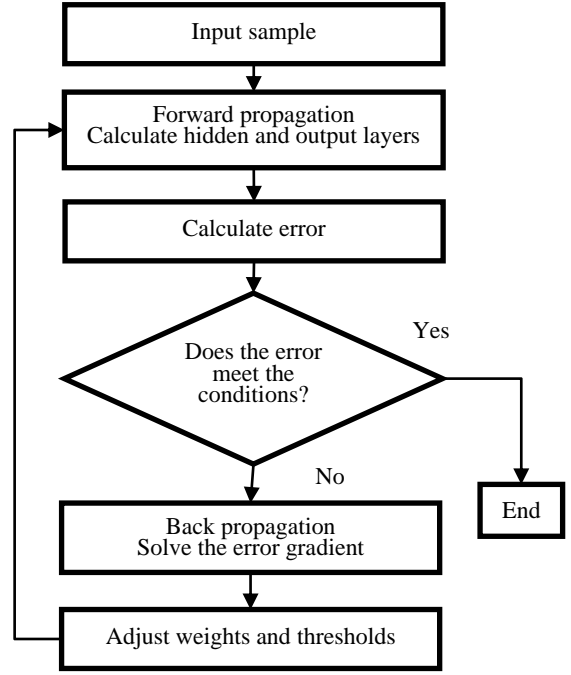 Input sample
Forward propagation
Calculate hidden and output layers
Calculate error
Does the error
meet the
conditions?
Yes
No
End
Back propagation
Solve the error gradient
Adjust weights and thresholds